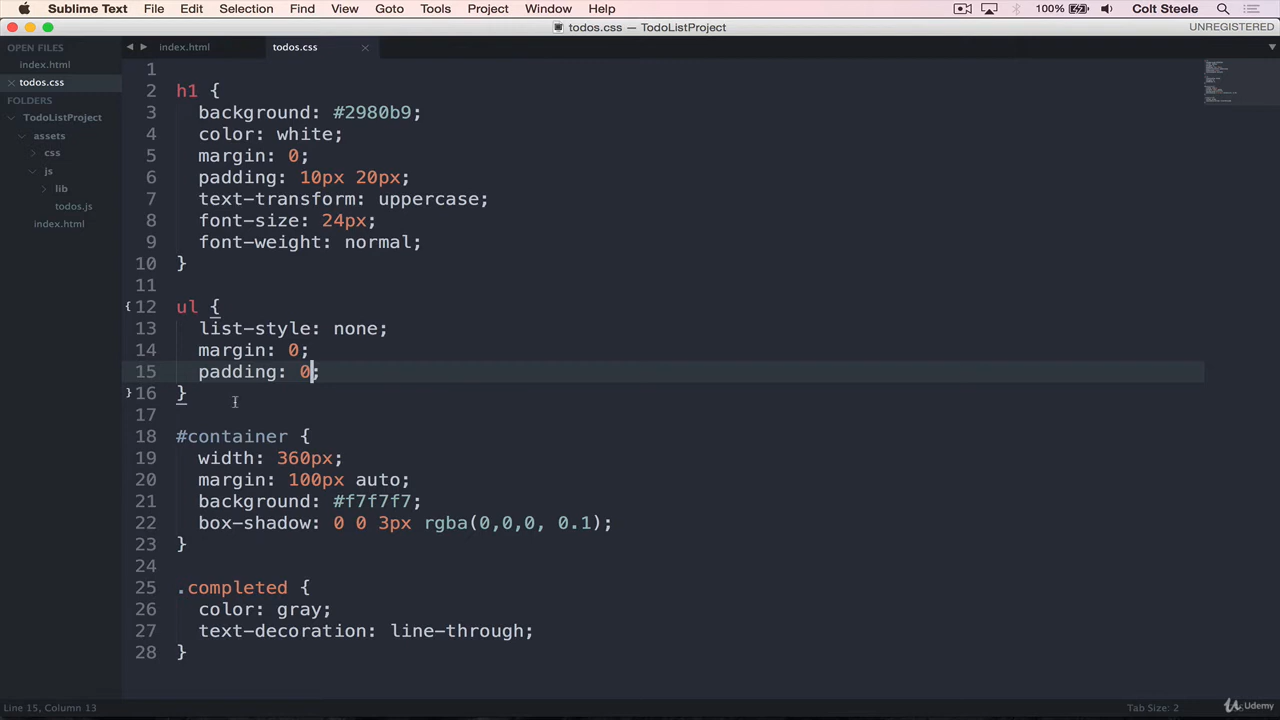 Sublime Text File Edit Selection Find View Goto Tools Project Window Help 100% Colt Steele
todos.css — TodoListProject UNREGISTERED
OPEN FILES
index.html
todos.css
FOLDERS
TodoListProject
assets
css
js
lib
todos.js
index.html
index.html todos.css
1
2 h1 {
3 background: #2980b9;
4 color: white;
5 margin: 0;
6 padding: 10px 20px;
7 text-transform: uppercase;
8 font-size: 24px;
9 font-weight: normal;
10 }
11
12 ul {
13 list-style: none;
14 margin: 0;
15 padding: 0;
16 }
17
18 #container {
19 width: 360px;
20 margin: 100px auto;
21 background: #f7f7f7;
22 box-shadow: 0 0 3px rgba(0,0,0, 0.1);
23 }
24
25 .completed {
26 color: gray;
27 text-decoration: line-through;
28 }
Line 15, Column 13 Tab Size: 2
Udemy